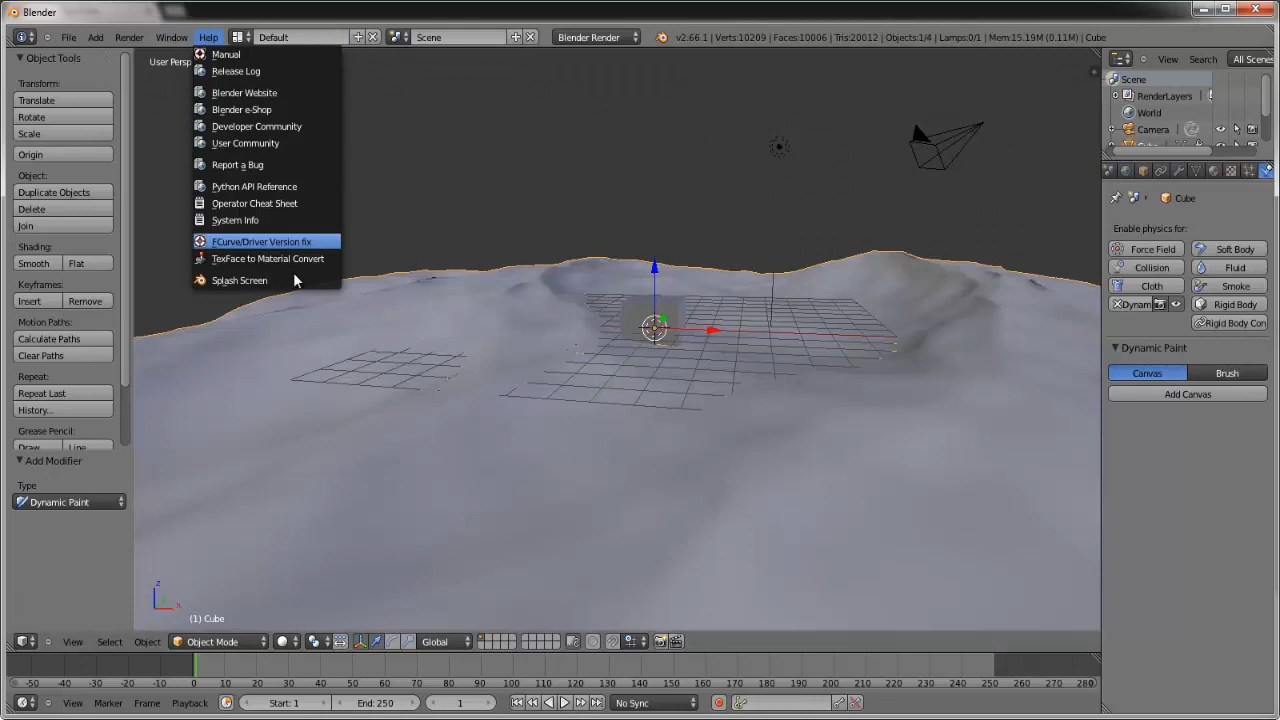 Blender
File Add Render Window Help Default Scene Blender Render v2.66.1 | Verts:10209 | Faces:10006 | Tris:20012 | Objects:1/4 | Lamps:0/1 | Mem:15.19M (0.11M) | Cube
Object Tools
Transform:
Translate
Rotate
Scale
Origin
Object:
Duplicate Objects
Delete
Join
Shading:
Smooth Flat
Keyframes:
Insert Remove
Motion Paths:
Calculate Paths
Clear Paths
Repeat:
Repeat Last
History...
Grease Pencil:
Draw Line
Add Modifier
Type
Dynamic Paint
User Persp
Manual
Release Log
Blender Website
Blender e-Shop
Developer Community
User Community
Report a Bug
Python API Reference
Operator Cheat Sheet
System Info
FCurve/Driver Version fix
TexFace to Material Convert
Splash Screen
z
x
(1) Cube
View Search All Scenes
Scene
RenderLayers
World
Camera
Cube
Enable physics for:
Force Field Soft Body
Collision Fluid
Cloth Smoke
Dynam Rigid Body
Rigid Body Con
Dynamic Paint
Canvas Brush
Add Canvas
View Select Object Object Mode Global
-50 -40 -30 -20 -10 0 10 20 30 40 50 60 70 80 90 100 110 120 130 140 150 160 170 180 190 200 210 220 230 240 250 260 270 280
View Marker Frame Playback Start: 1 End: 250 1 No Sync